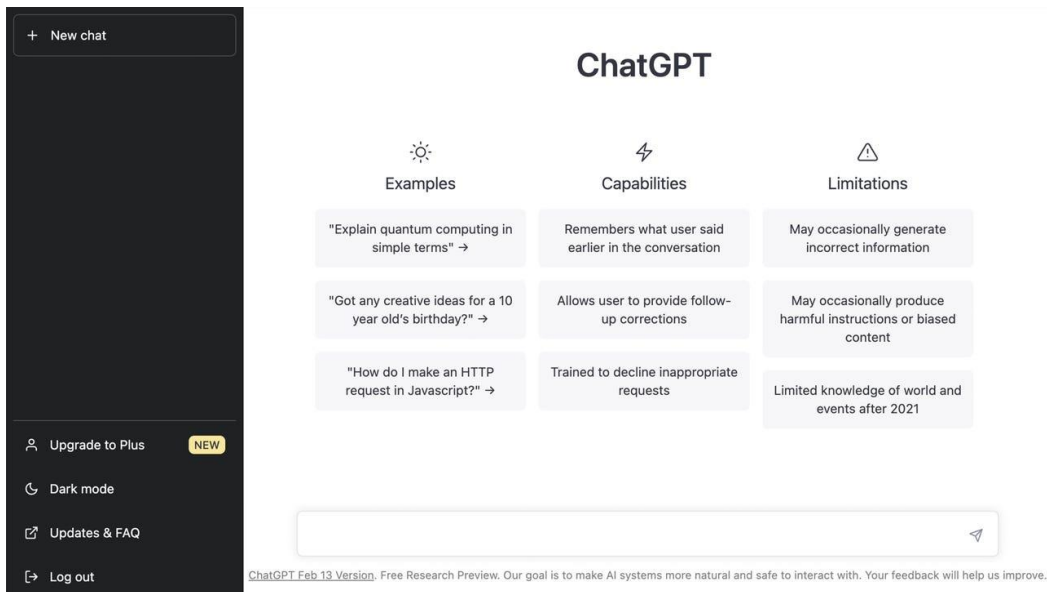 + New chat
ChatGPT
Examples
"Explain quantum computing in
simple terms" →
"Got any creative ideas for a 10
year old's birthday?" →
"How do I make an HTTP
request in Javascript?" →
Capabilities
Remembers what user said
earlier in the conversation
Allows user to provide follow-
up corrections
Trained to decline inappropriate
requests
Limitations
May occasionally generate
incorrect information
May occasionally produce
harmful instructions or biased
content
Limited knowledge of world and
events after 2021
Upgrade to Plus NEW
Dark mode
Updates & FAQ
Log out
ChatGPT Feb 13 Version. Free Research Preview. Our goal is to make AI systems more natural and safe to interact with. Your feedback will help us improve.